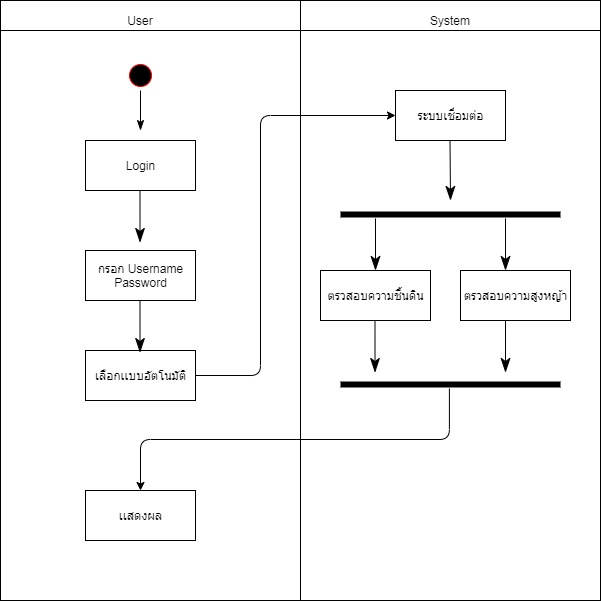 User
System
Login
กรอก Username
Password
เลือกแบบอัตโนมัติ
ระบบเชื่อมต่อ
ตรวสอบความชื้นดิน
ตรวสอบความสูงหญ้า
แสดงผล